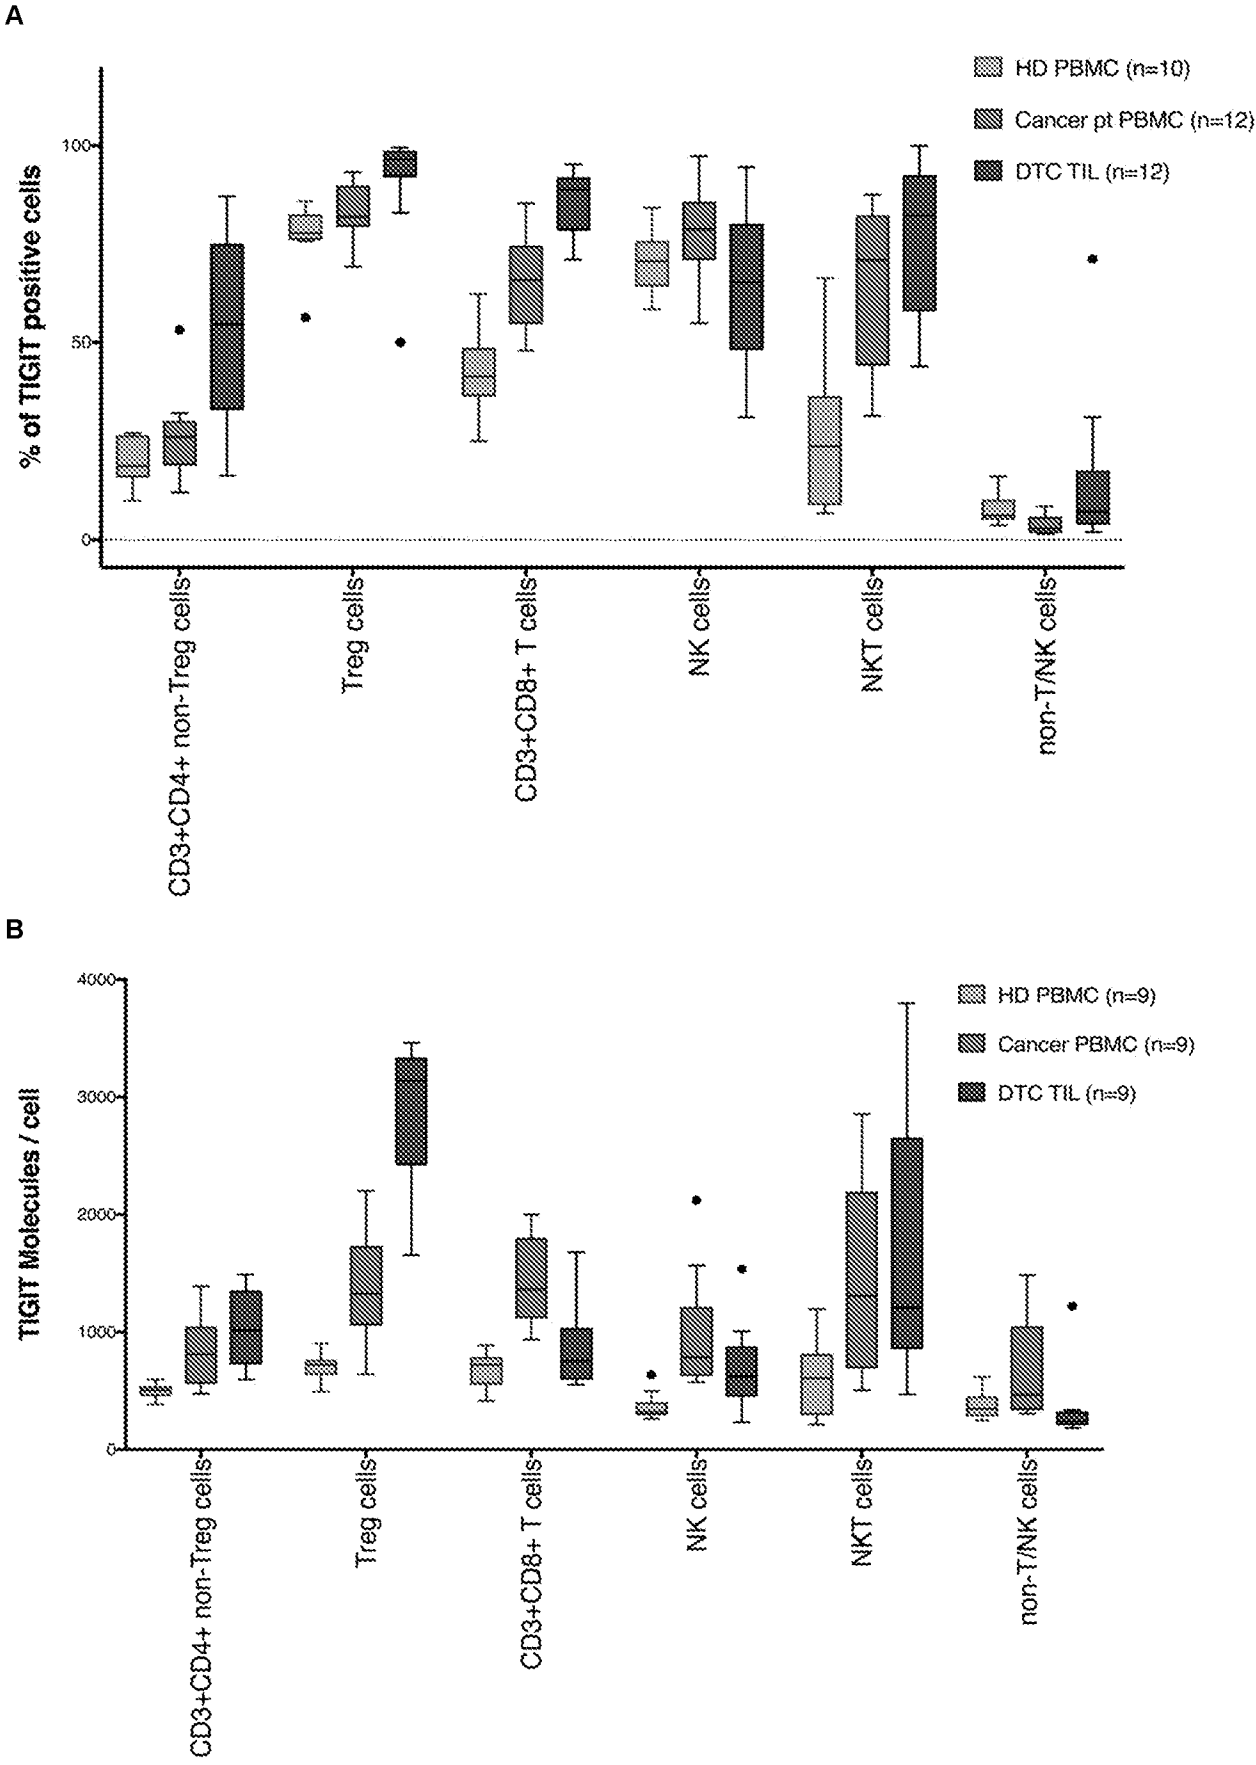 A
HD PBMC (n=10)
Cancer pt PBMC (n=12)
DTC TIL (n=12)
% of TIGIT positive cells
100
50
0
CD3+CD4+ non-Treg cells
Treg cells
CD3+CD8+ T cells
NK cells
NKT cells
non-T/NK cells
B
HD PBMC (n=9)
Cancer PBMC (n=9)
DTC TIL (n=9)
TIGIT Molecules / cell
4000
3000
2000
1000
0
CD3+CD4+ non-Treg cells
Treg cells
CD3+CD8+ T cells
NK cells
NKT cells
non-T/NK cells